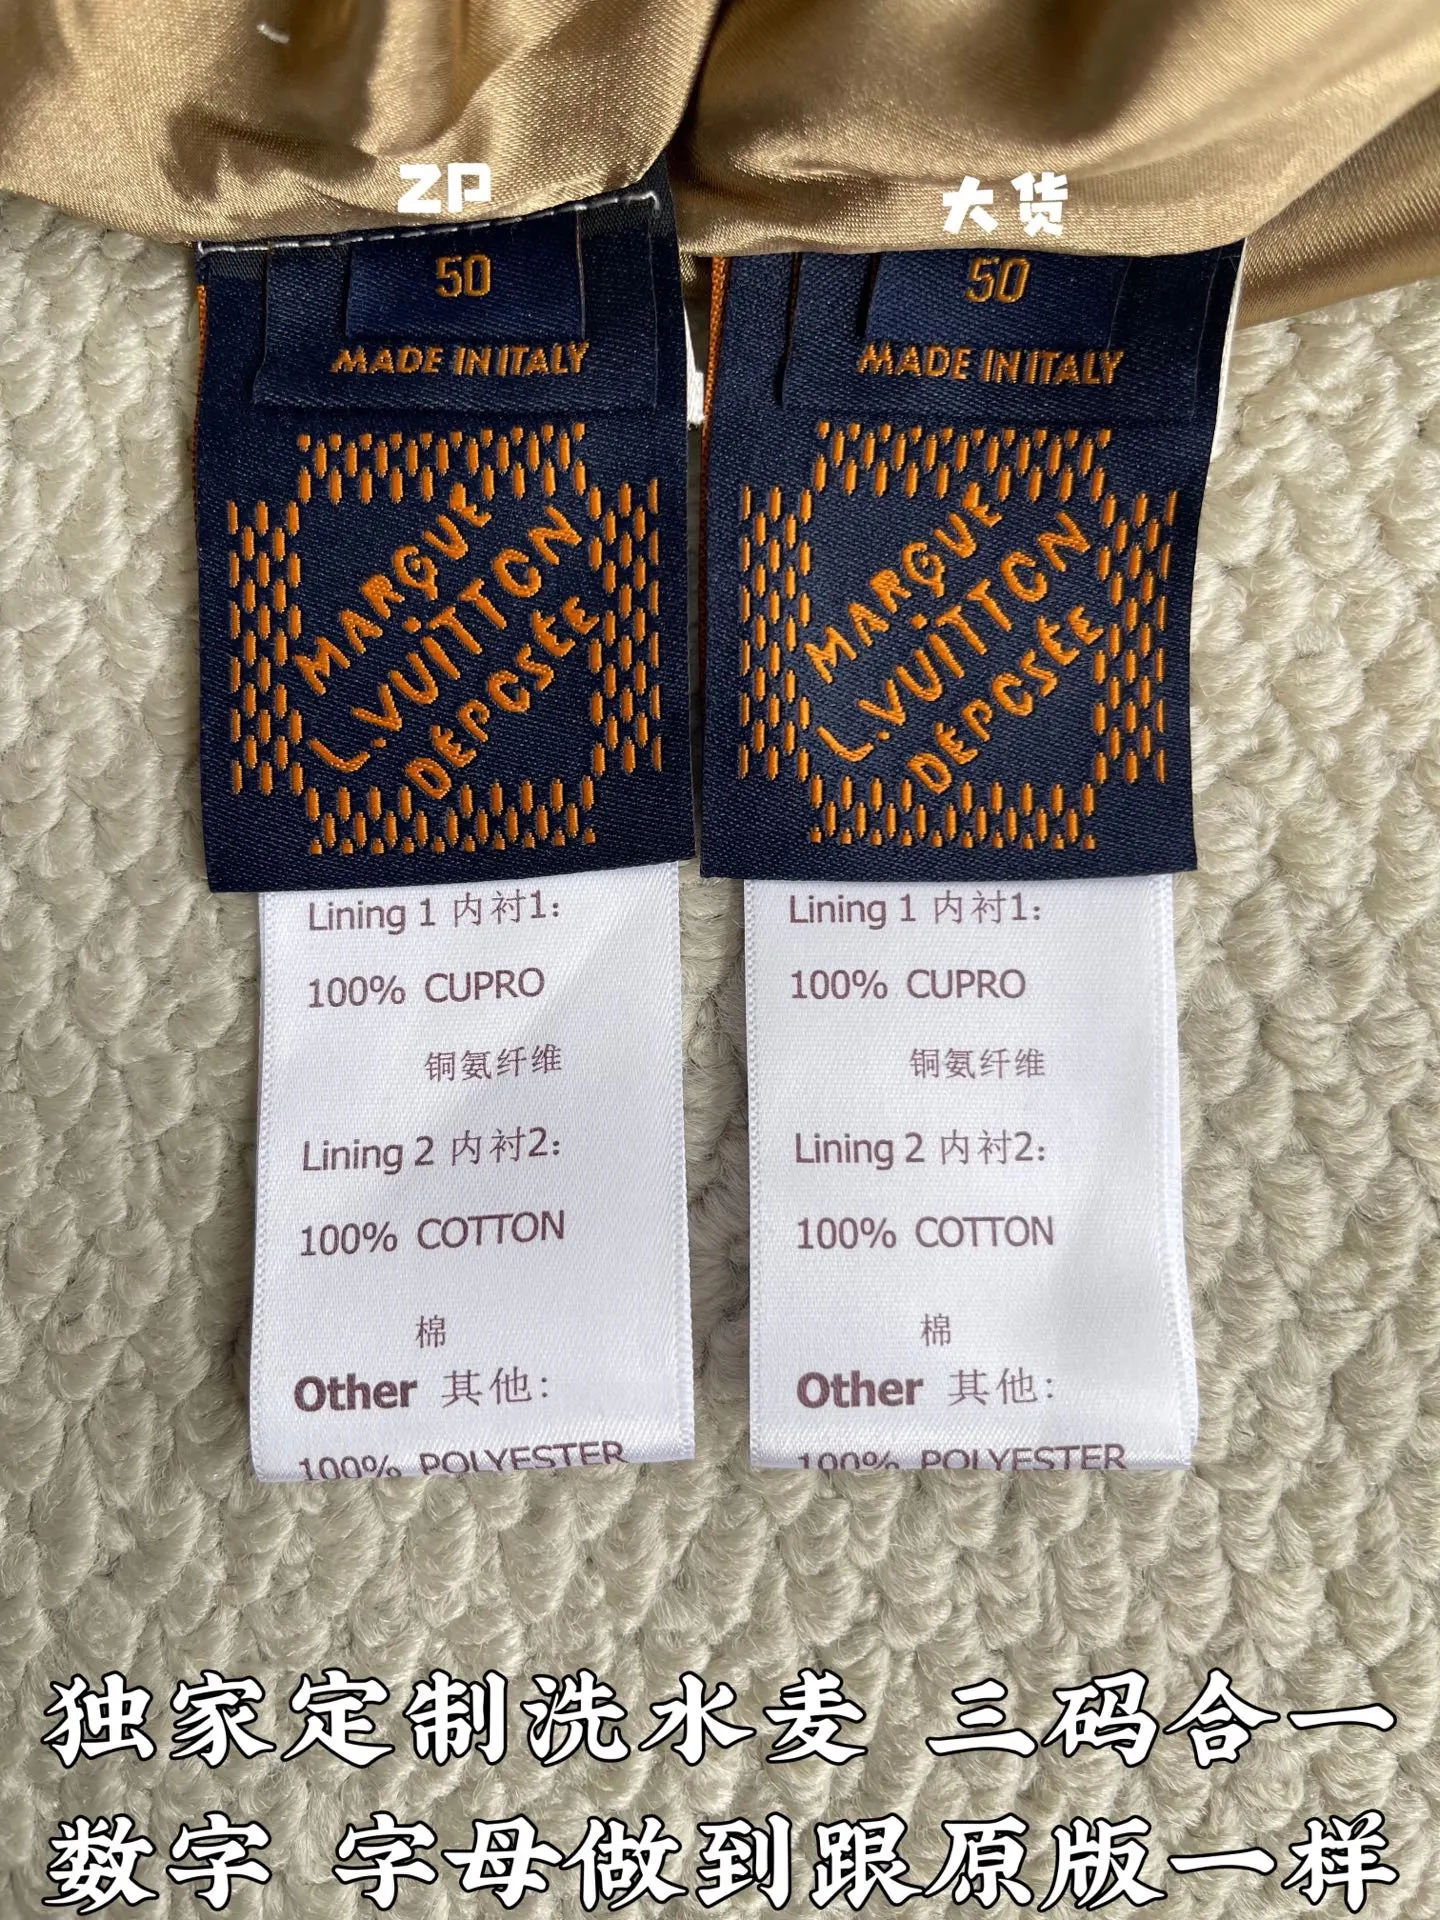 ZP
50
MADE IN ITALY
MARQUE
L.VUITTON
DÉPOSÉE
Lining 1 内衬1:
100% CUPRO
铜氨纤维
Lining 2 内衬2:
100% COTTON
棉
Other 其他:
100% POLYESTER
大货
50
MADE IN ITALY
MARQUE
L.VUITTON
DÉPOSÉE
Lining 1 内衬1:
100% CUPRO
铜氨纤维
Lining 2 内衬2:
100% COTTON
棉
Other 其他:
100% POLYESTER
独家定制洗水麦 三码合一
数字 字母做到跟原版一样